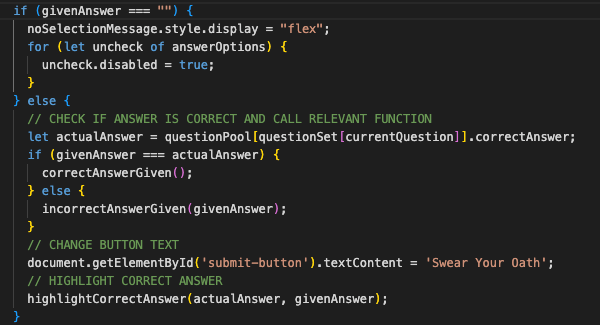 if (givenAnswer === "") {
noSelectionMessage.style.display = "flex";
for (let uncheck of answerOptions) {
uncheck.disabled = true;
}
} else {
// CHECK IF ANSWER IS CORRECT AND CALL RELEVANT FUNCTION
let actualAnswer = questionPool[questionSet[currentQuestion]].correctAnswer;
if (givenAnswer === actualAnswer) {
correctAnswerGiven();
} else {
incorrectAnswerGiven(givenAnswer);
}
// CHANGE BUTTON TEXT
document.getElementById('submit-button').textContent = 'Swear Your Oath';
// HIGHLIGHT CORRECT ANSWER
highlightCorrectAnswer(actualAnswer, givenAnswer);
}